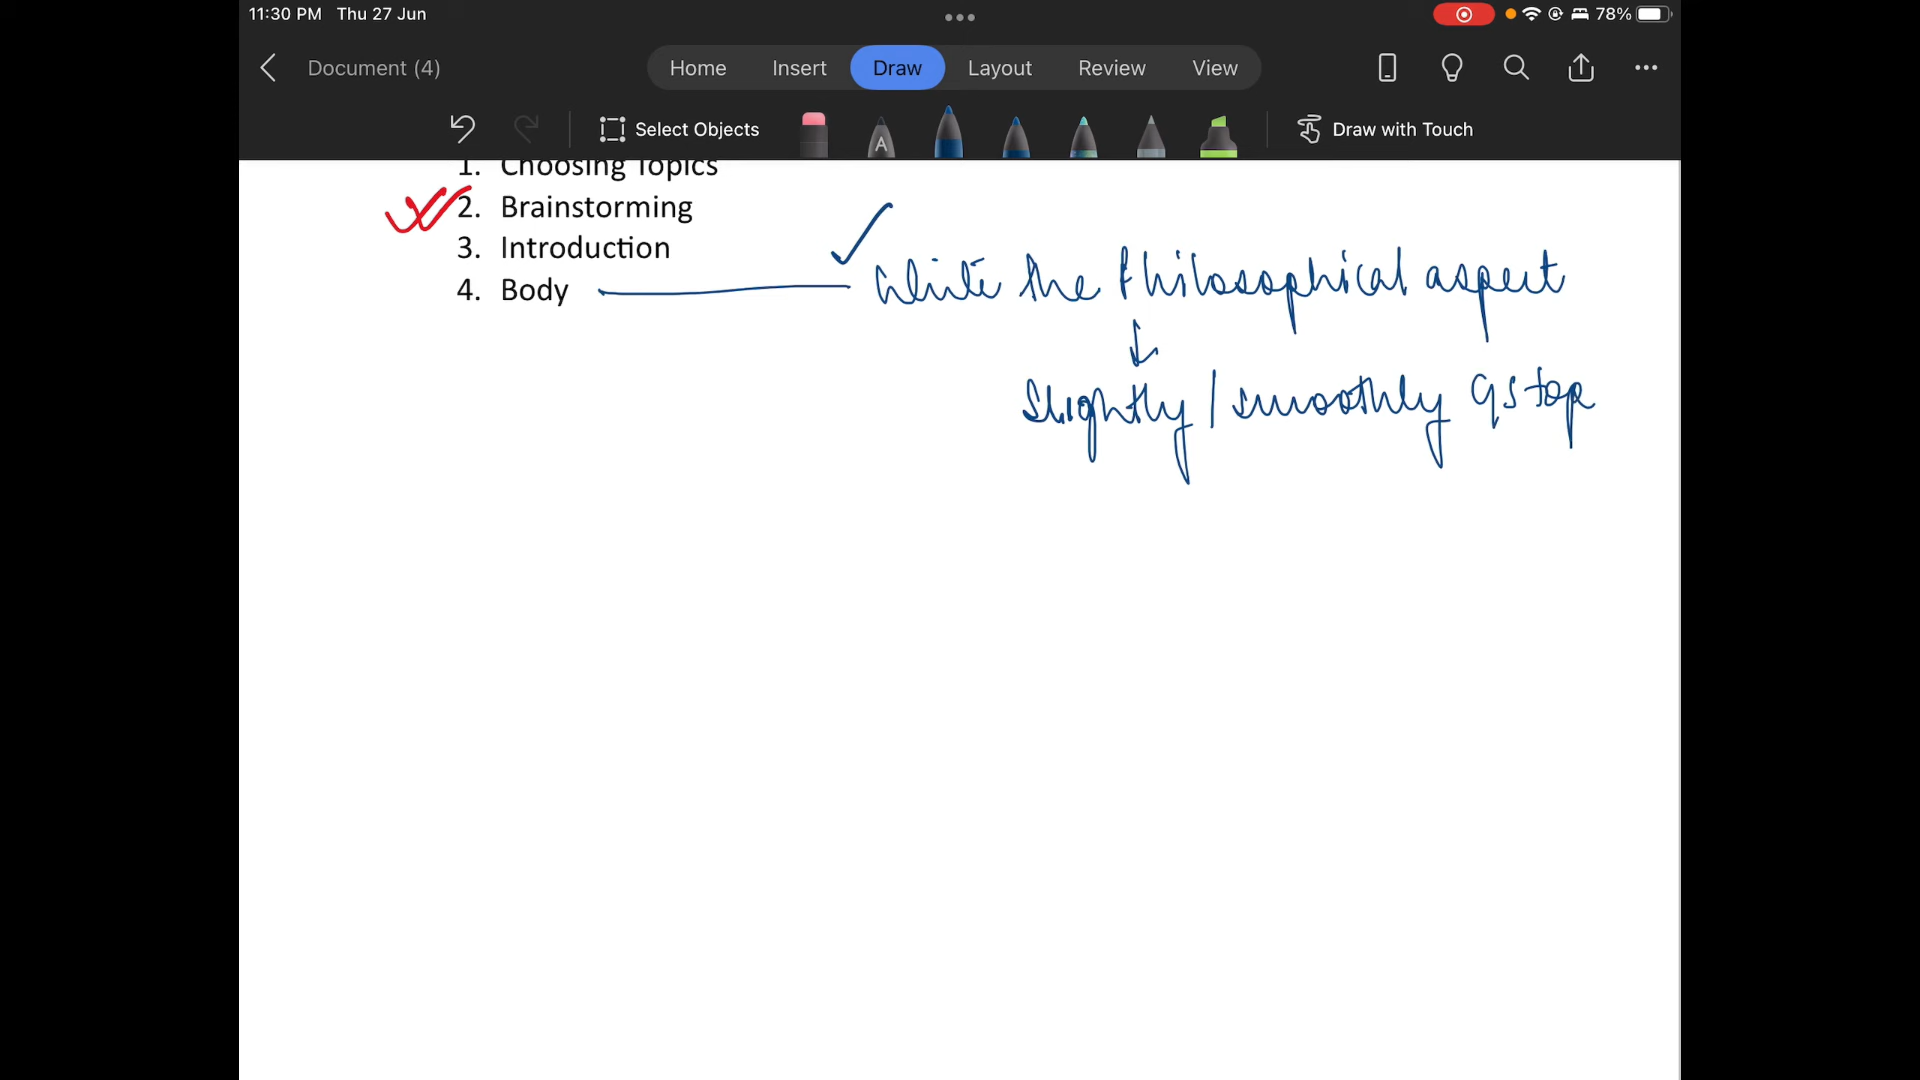 11:30 PM Thu 27 Jun
78%
Document (4)
Home Insert Draw Layout Review View
Select Objects
A
Draw with Touch
1. Choosing Topics
2. Brainstorming
3. Introduction
4. Body
Write the Philosophical aspect
Slightly / smoothly GS top